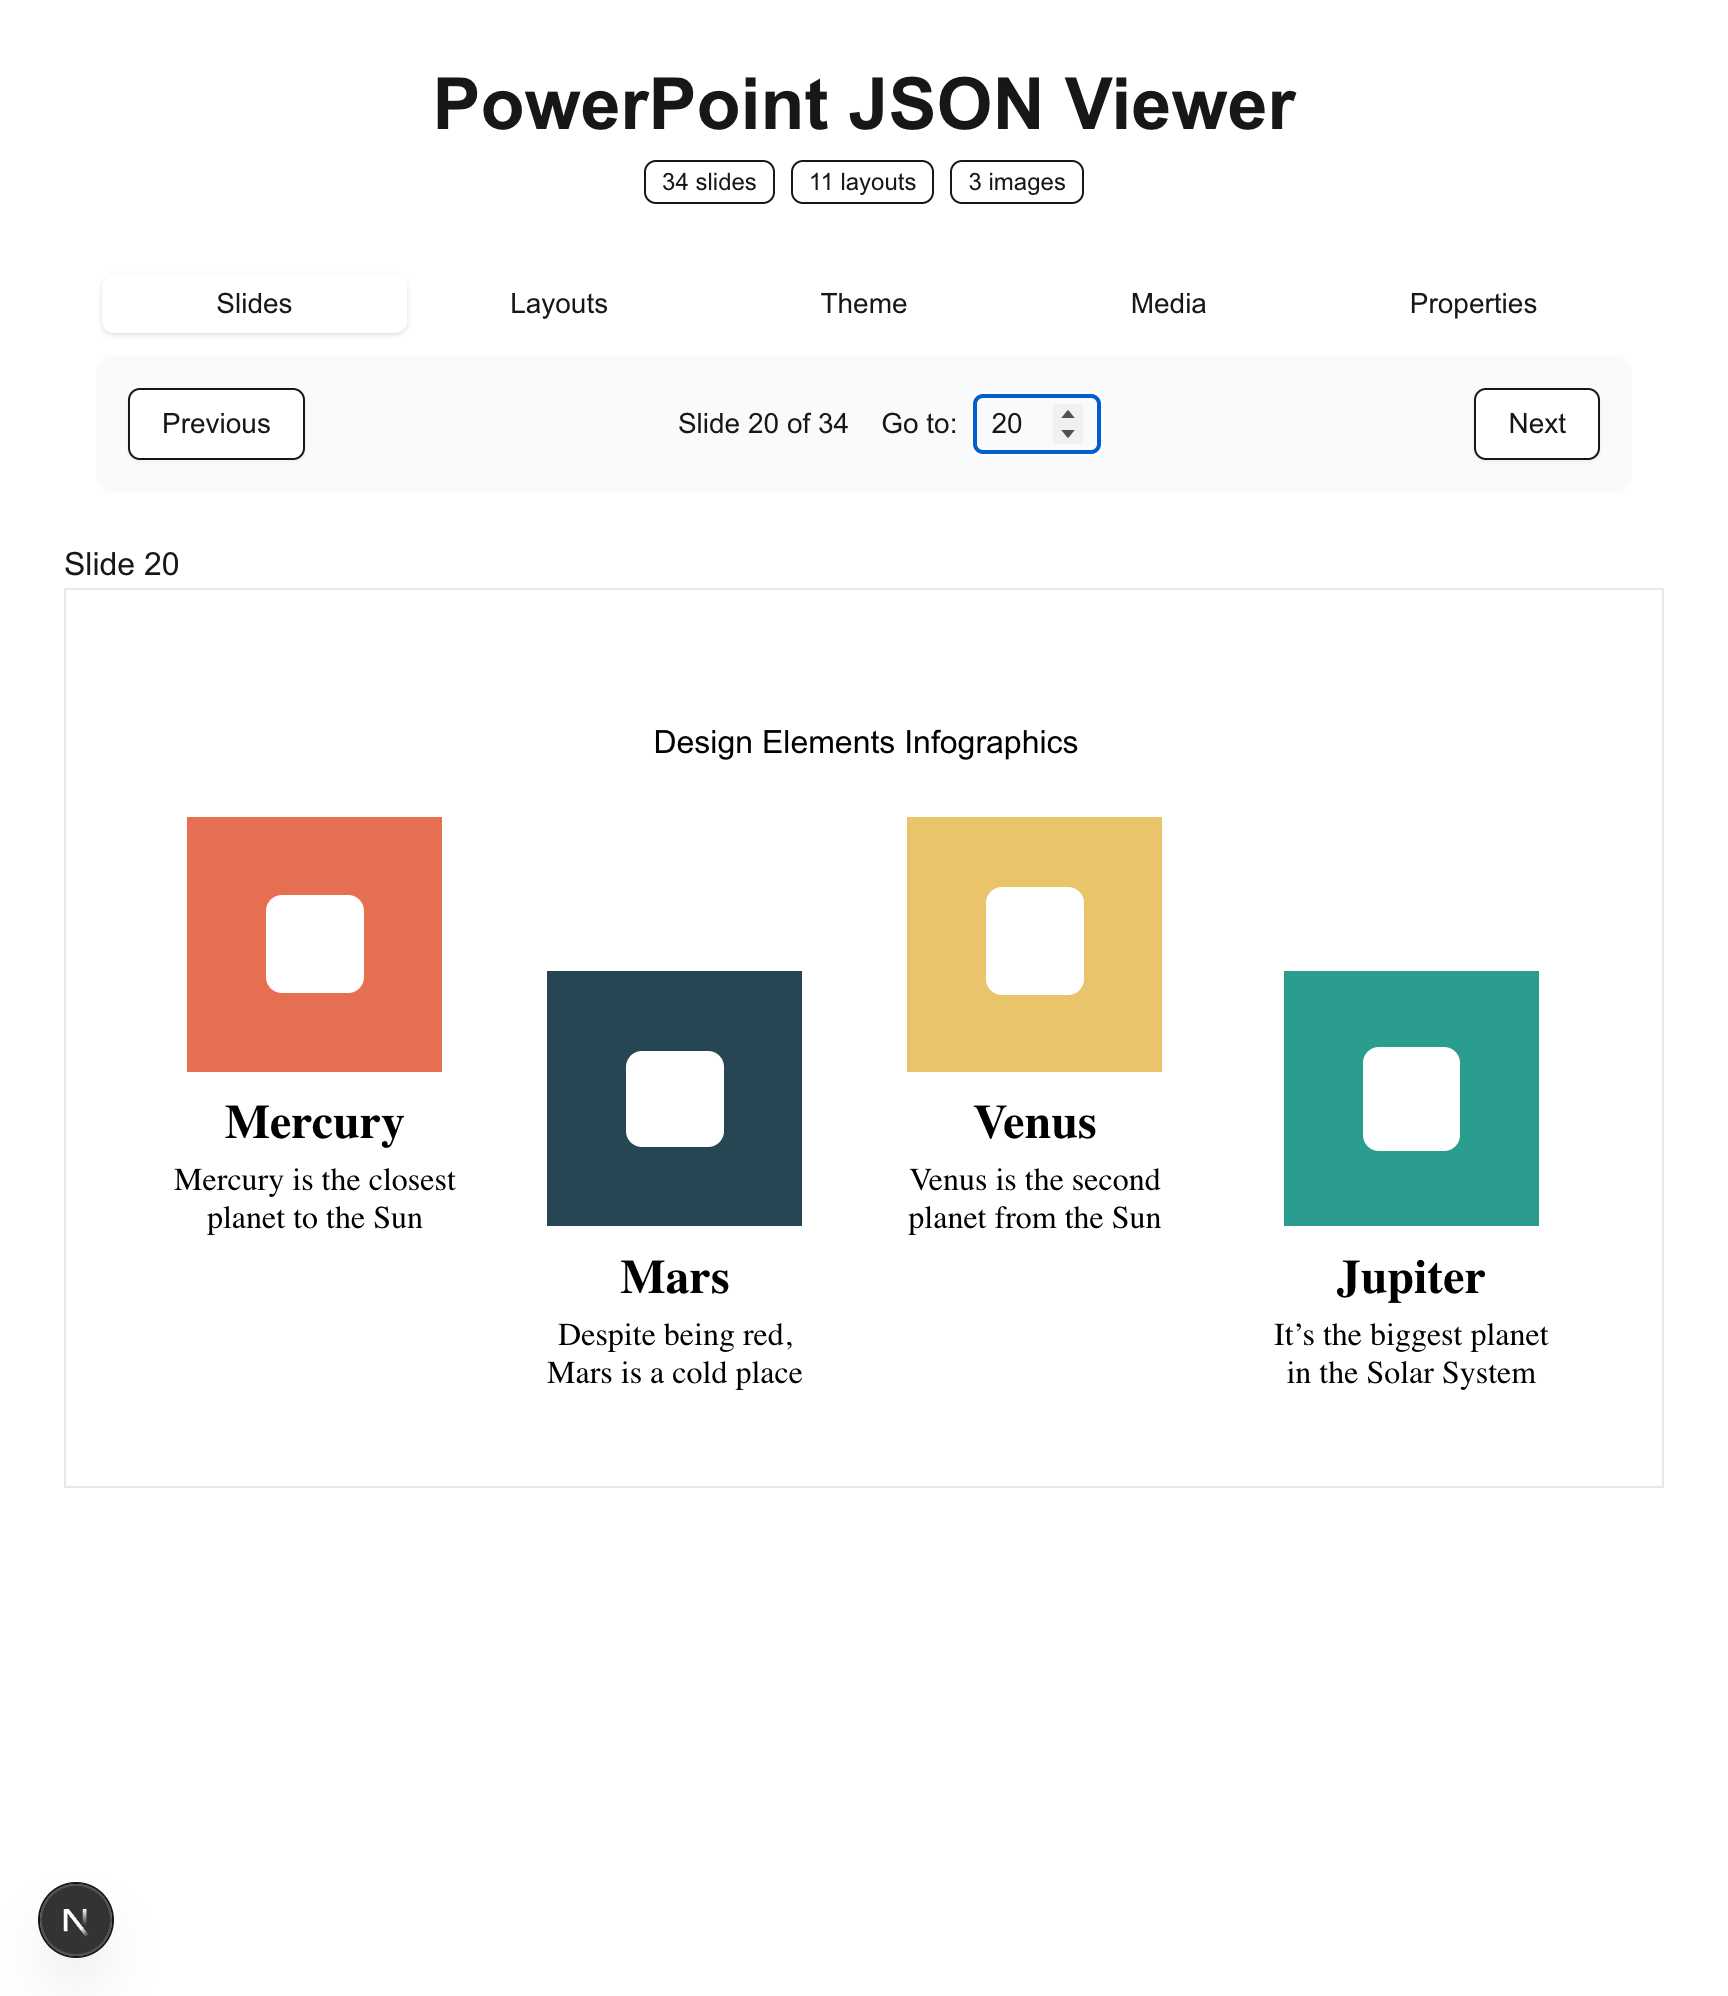 PowerPoint JSON Viewer
34 slides
11 layouts
3 images
Slides
Layouts
Theme
Media
Properties
Previous
Slide 20 of 34
Go to:
20
Next
Slide 20
Design Elements Infographics
Mercury
Mercury is the closest
planet to the Sun
Mars
Despite being red,
Mars is a cold place
Venus
Venus is the second
planet from the Sun
Jupiter
It’s the biggest planet
in the Solar System
N